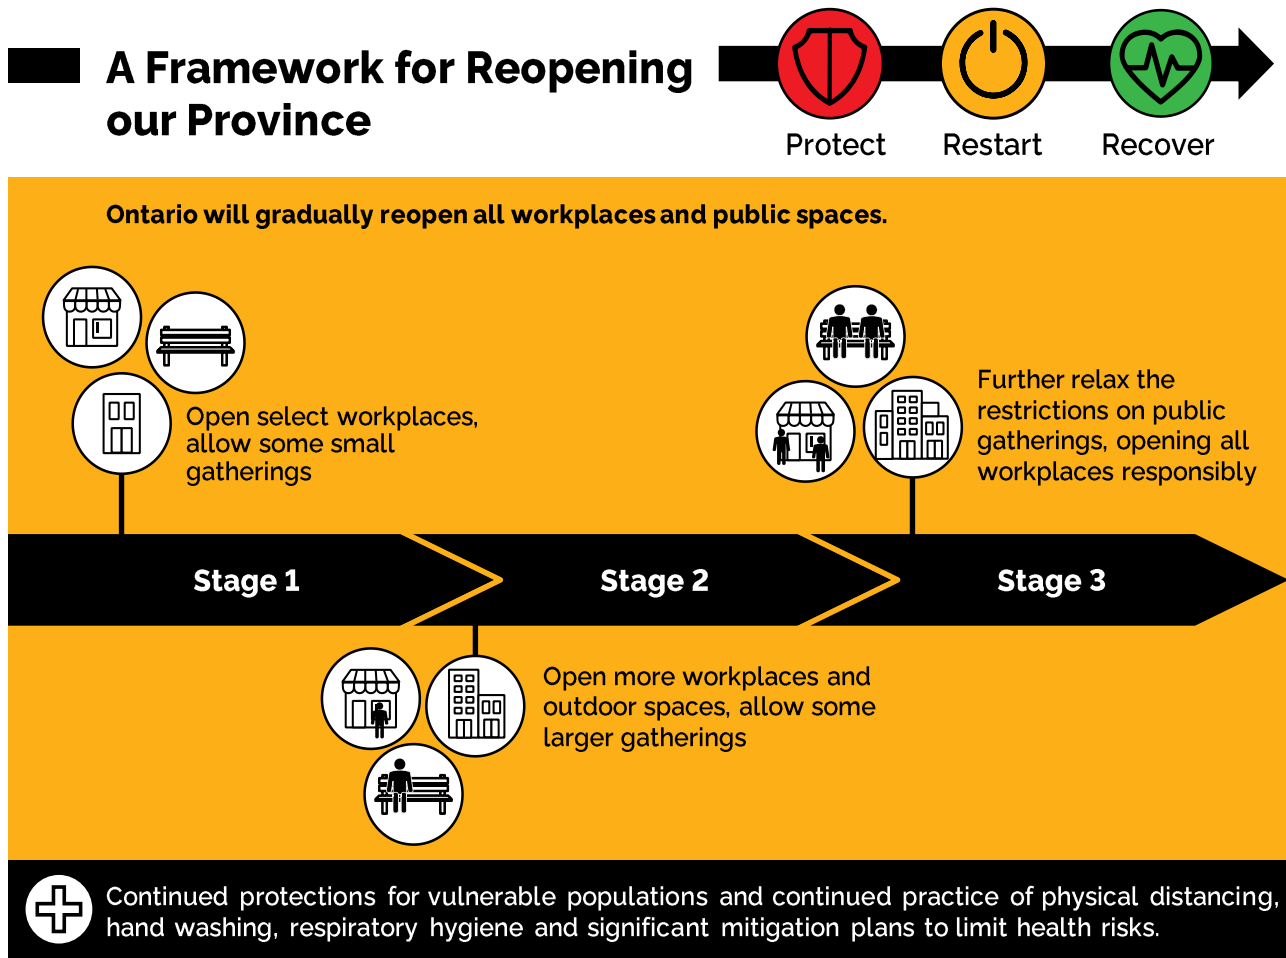 A Framework for Reopening
our Province
Protect
Restart
Recover
Ontario will gradually reopen all workplaces and public spaces.
Open select workplaces,
allow some small
gatherings
Further relax the
restrictions on public
gatherings, opening all
workplaces responsibly
Stage 1
Stage 2
Stage 3
Open more workplaces and
outdoor spaces, allow some
larger gatherings
Continued protections for vulnerable populations and continued practice of physical distancing,
hand washing, respiratory hygiene and significant mitigation plans to limit health risks.